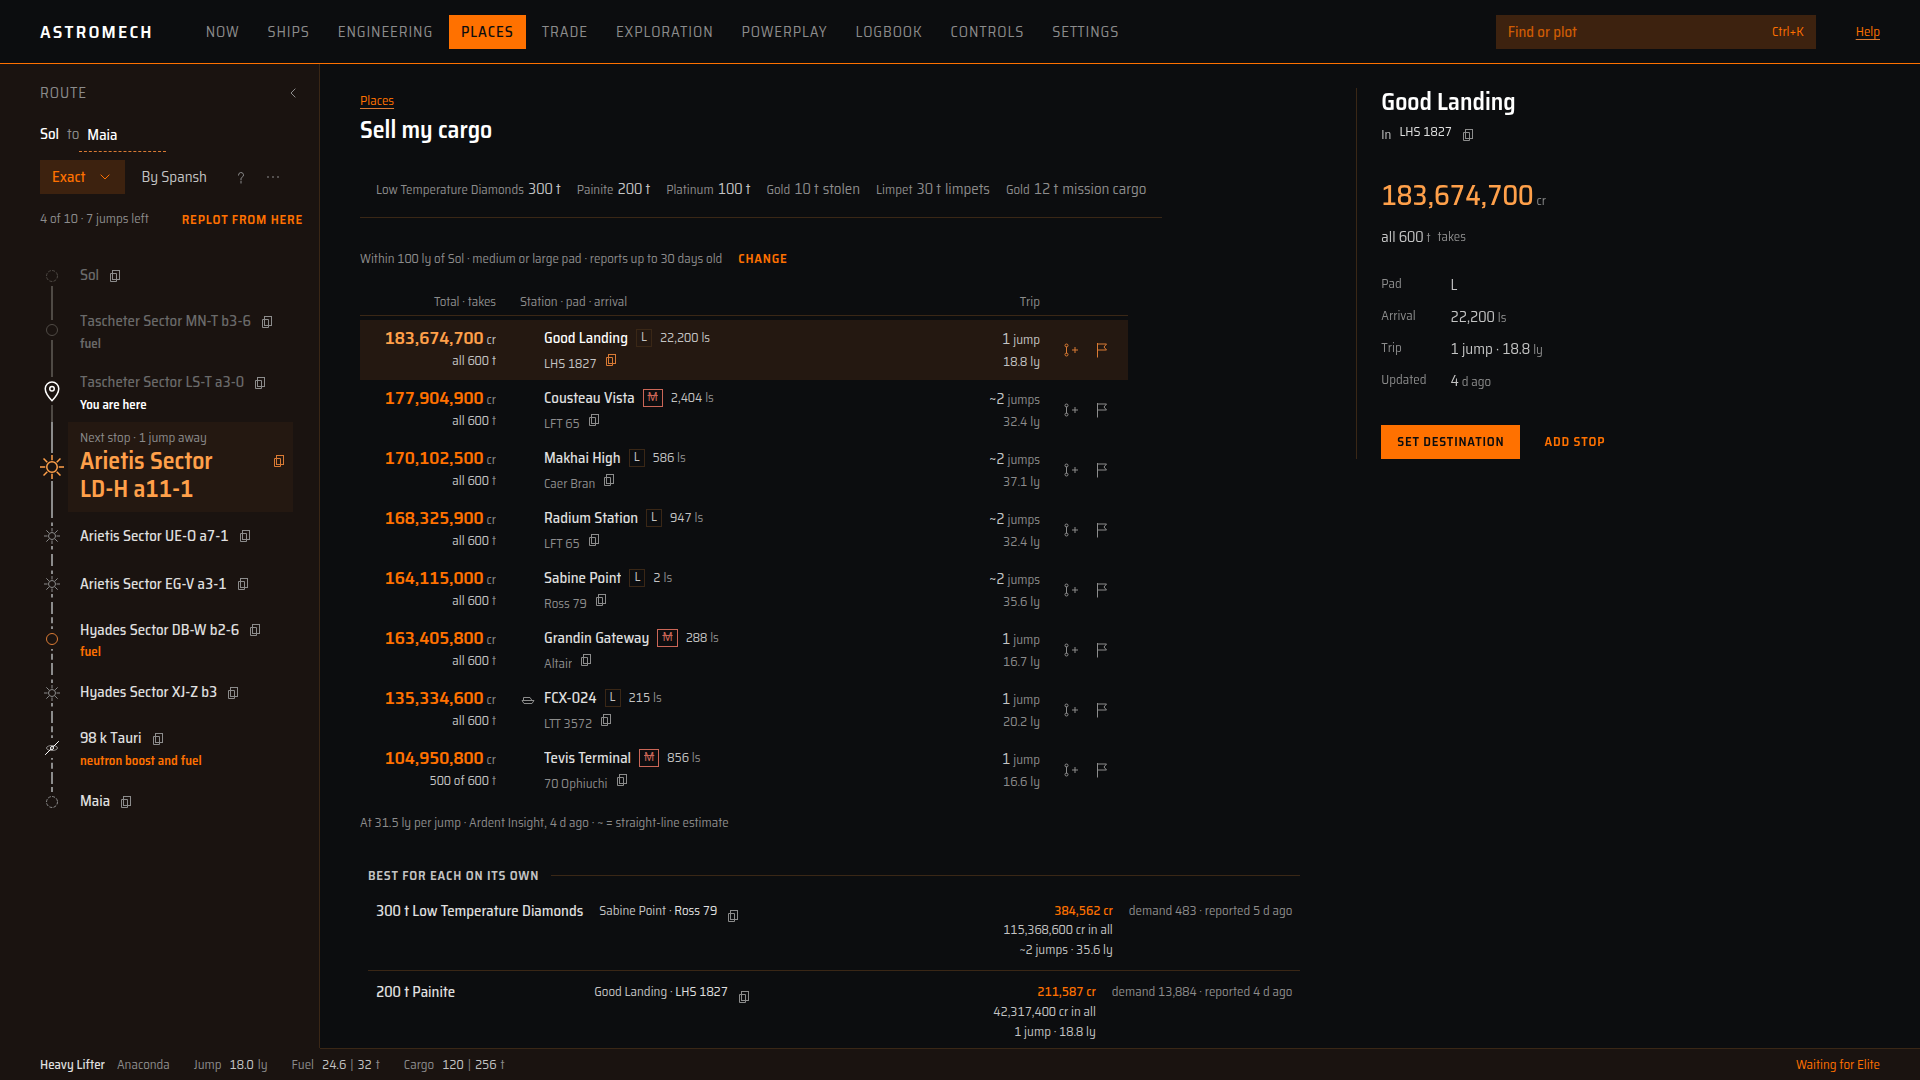 ASTROMECH
NOW SHIPS ENGINEERING PLACES TRADE EXPLORATION POWERPLAY LOGBOOK CONTROLS SETTINGS
Find or plot Ctrl+K
Help
ROUTE
Sol to Maia
Exact By Spansh ? ...
4 of 10 · 7 jumps left REPLOT FROM HERE
Sol
Tascheter Sector MN-T b3-6
fuel
Tascheter Sector LS-T a3-0
You are here
Next stop · 1 jump away
Arietis Sector
LD-H a11-1
Arietis Sector UE-O a7-1
Arietis Sector EG-V a3-1
Hyades Sector DB-W b2-6
fuel
Hyades Sector XJ-Z b3
98 k Tauri
neutron boost and fuel
Maia
Places
Sell my cargo
Low Temperature Diamonds 300 t Painite 200 t Platinum 100 t Gold 10 t stolen Limpet 30 t limpets Gold 12 t mission cargo
Within 100 ly of Sol · medium or large pad · reports up to 30 days old CHANGE
Total · takes Station · pad · arrival Trip
183,674,700 cr Good Landing L 22,200 ls 1 jump
all 600 t LHS 1827 18.8 ly
177,904,900 cr Cousteau Vista M 2,404 ls ~2 jumps
all 600 t LFT 65 32.4 ly
170,102,500 cr Makhai High L 586 ls ~2 jumps
all 600 t Caer Bran 37.1 ly
168,325,900 cr Radium Station L 947 ls ~2 jumps
all 600 t LFT 65 32.4 ly
164,115,000 cr Sabine Point L 2 ls ~2 jumps
all 600 t Ross 79 35.6 ly
163,405,800 cr Grandin Gateway M 288 ls 1 jump
all 600 t Altair 16.7 ly
135,334,600 cr FCX-024 L 215 ls 1 jump
all 600 t LTT 3572 20.2 ly
104,950,800 cr Tevis Terminal M 856 ls 1 jump
500 of 600 t 70 Ophiuchi 16.6 ly
At 31.5 ly per jump · Ardent Insight, 4 d ago · ~ = straight-line estimate
BEST FOR EACH ON ITS OWN
300 t Low Temperature Diamonds Sabine Point · Ross 79 384,562 cr demand 483 · reported 5 d ago
115,368,600 cr in all
~2 jumps · 35.6 ly
200 t Painite Good Landing · LHS 1827 211,587 cr demand 13,884 · reported 4 d ago
42,317,400 cr in all
1 jump · 18.8 ly
Good Landing
In LHS 1827
183,674,700 cr
all 600 t takes
Pad L
Arrival 22,200 ls
Trip 1 jump · 18.8 ly
Updated 4 d ago
SET DESTINATION ADD STOP
Heavy Lifter Anaconda Jump 18.0 ly Fuel 24.6 | 32 t Cargo 120 | 256 t
Waiting for Elite